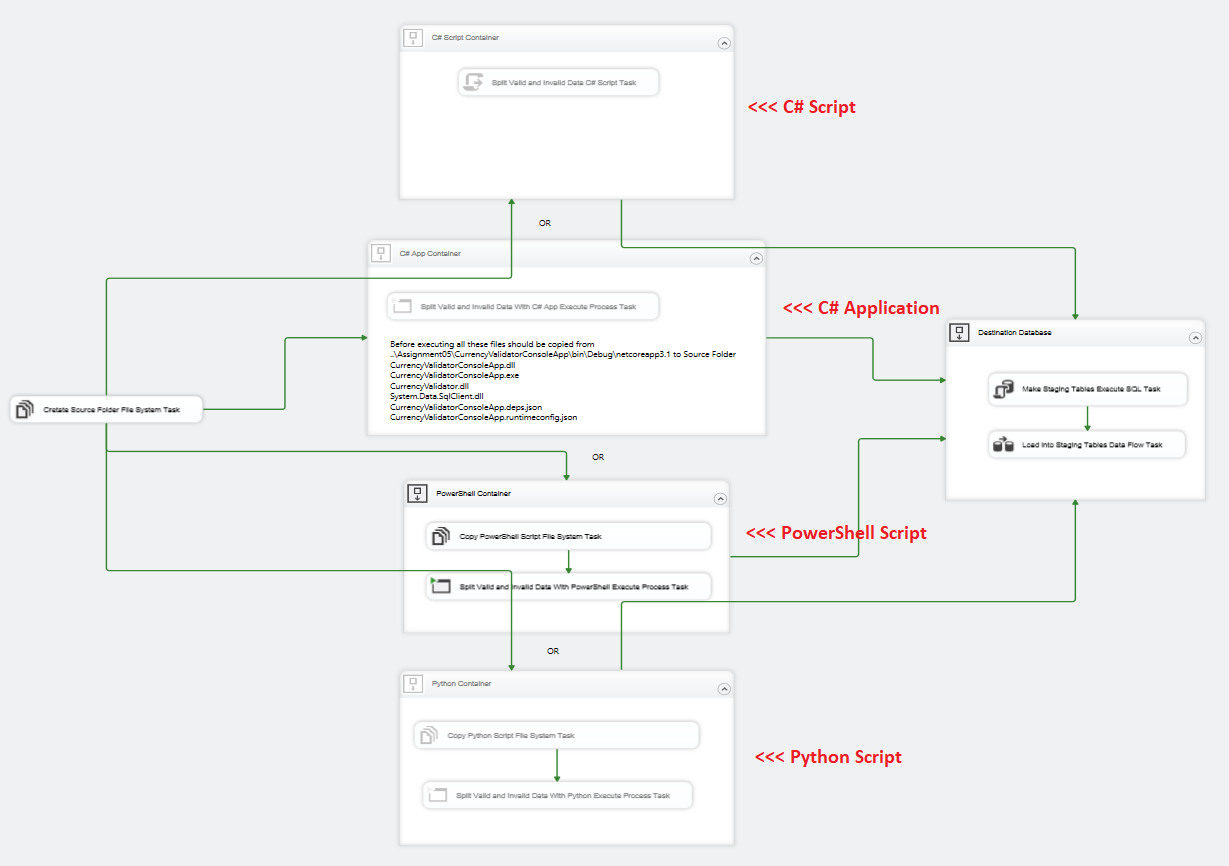 C# Script Container
Split Valid and Invalid Data C# Script Task
<<< C# Script
OR
C# App Container
Split Valid and Invalid Data With C# App Execute Process Task
<<< C# Application
Before executing all these files should be copied from
..\Assignment05\CurrencyValidatorConsoleApp\bin\Debug\netcoreapp3.1 to Source Folder
CurrencyValidatorConsoleApp.dll
CurrencyValidatorConsoleApp.exe
CurrencyValidator.dll
System.Data.SqlClient.dll
CurrencyValidatorConsoleApp.deps.json
CurrencyValidatorConsoleApp.runtimeconfig.json
Destination Database
Make Staging Tables Execute SQL Task
Load Into Staging Tables Data Flow Task
Cretate Source Folder File System Task
OR
PowerShell Container
Copy PowerShell Script File System Task
<<< PowerShell Script
Split Valid and Invalid Data With PowerShell Execute Process Task
OR
Python Container
Copy Python Script File System Task
<<< Python Script
Split Valid and Invalid Data With Python Execute Process Task